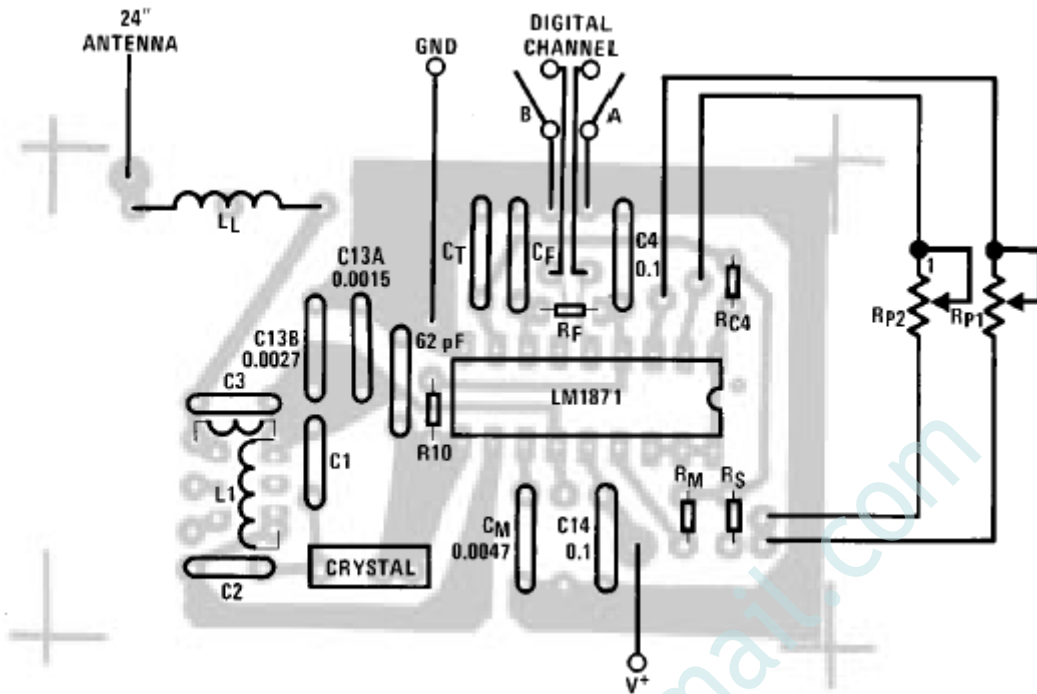 24"
ANTENNA
GND
DIGITAL
CHANNEL
B
A
LL
C13A
0.0015
CT
CF
C4
0.1
1
RP2
RP1
RC4
RF
C13B
0.0027
62 pF
C3
LM1871
R10
C1
L1
RM
RS
CM
0.0047
C14
0.1
CRYSTAL
C2
V+
mail.com